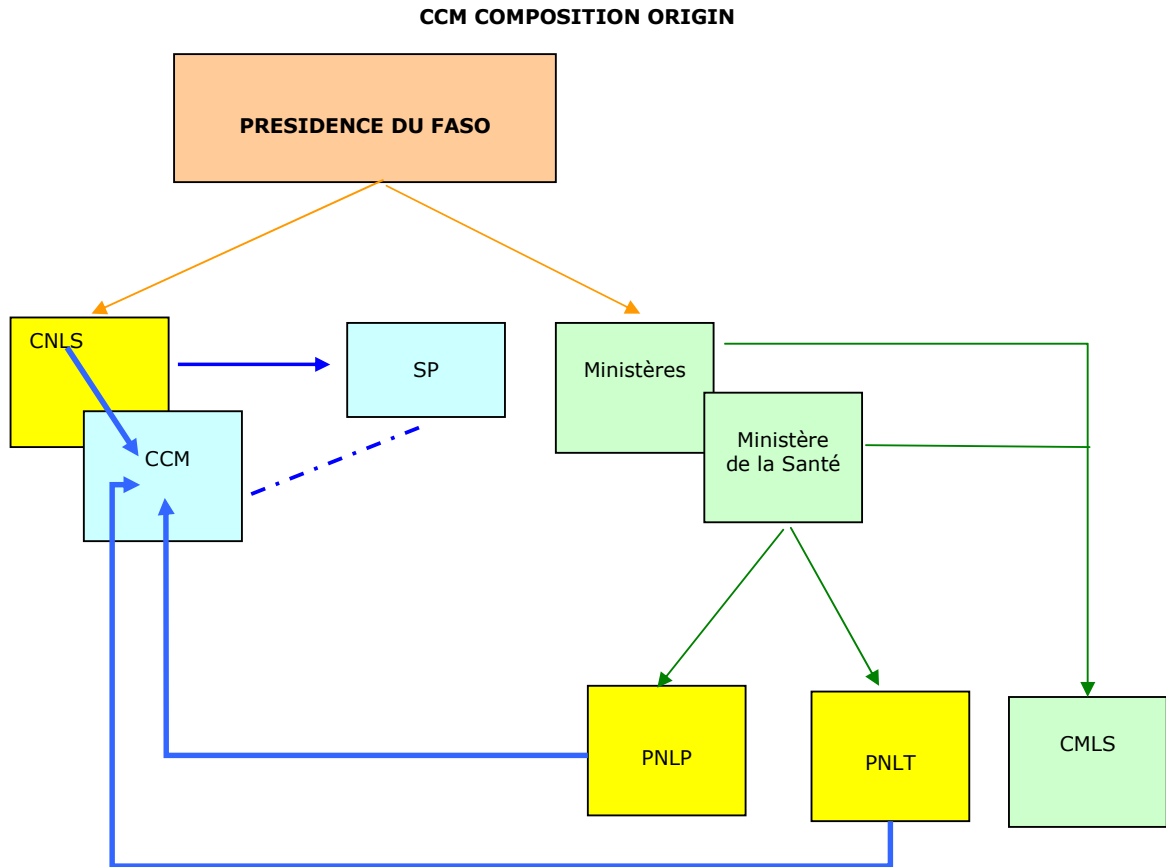 CCM COMPOSITION ORIGIN
PRESIDENCE DU FASO
CNLS
SP
Ministères
CCM
Ministère
de la Santé
PNLP
PNLT
CMLS